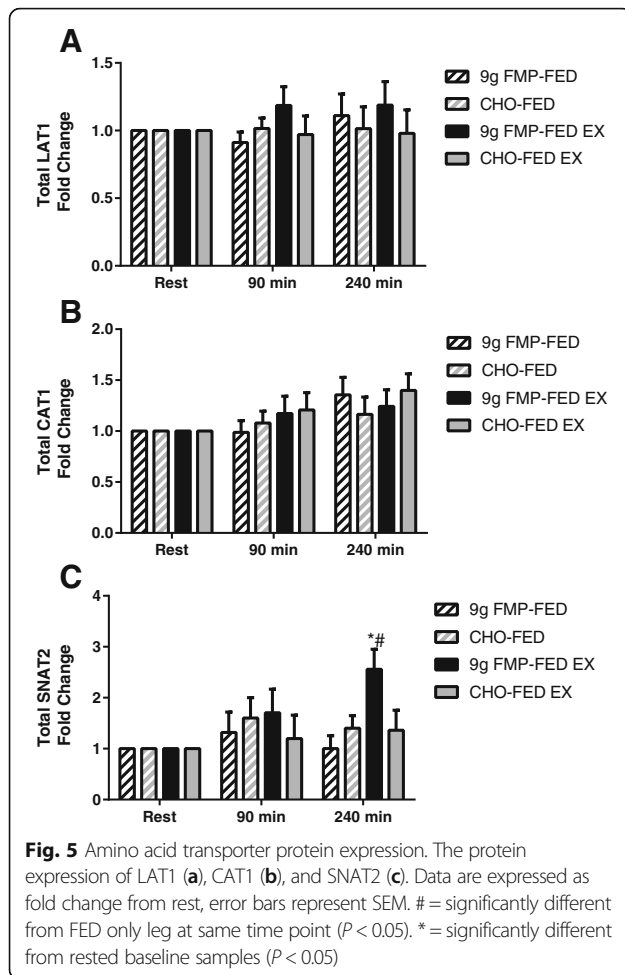 A
Total LAT1
Fold Change
1.5
1.0
0.5
0.0
Rest
90 min
240 min
9g FMP-FED
CHO-FED
9g FMP-FED EX
CHO-FED EX
B
Total CAT1
Fold Change
2.0
1.5
1.0
0.5
0.0
Rest
90 min
240 min
9g FMP-FED
CHO-FED
9g FMP-FED EX
CHO-FED EX
C
Total SNAT2
Fold Change
4
3
2
1
0
*#
Rest
90 min
240 min
9g FMP-FED
CHO-FED
9g FMP-FED EX
CHO-FED EX
Fig. 5 Amino acid transporter protein expression. The protein
expression of LAT1 (a), CAT1 (b), and SNAT2 (c). Data are expressed as
fold change from rest, error bars represent SEM. # = significantly different
from FED only leg at same time point (P < 0.05). * = significantly different
from rested baseline samples (P < 0.05)